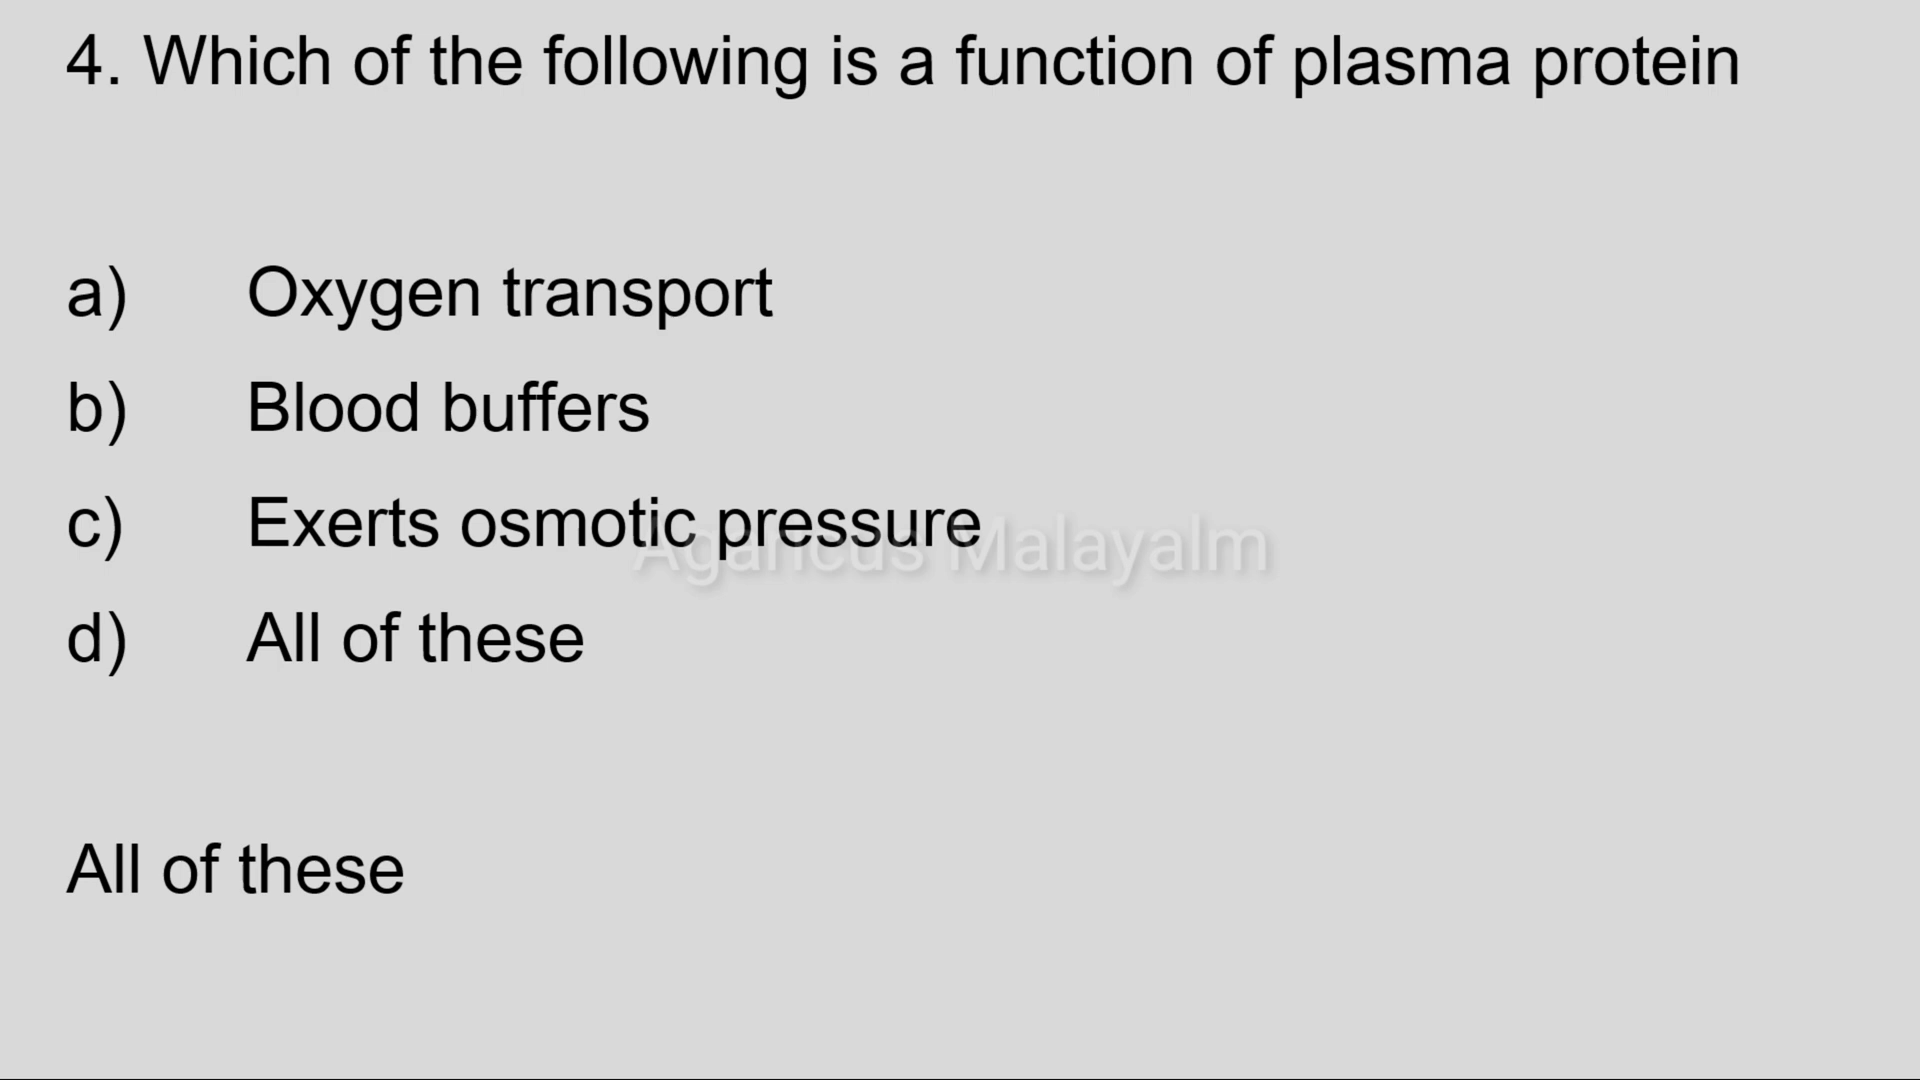 4. Which of the following is a function of plasma protein
a) Oxygen transport
b) Blood buffers
c) Exerts osmotic pressure
Agaricus Malayalm
d) All of these
All of these